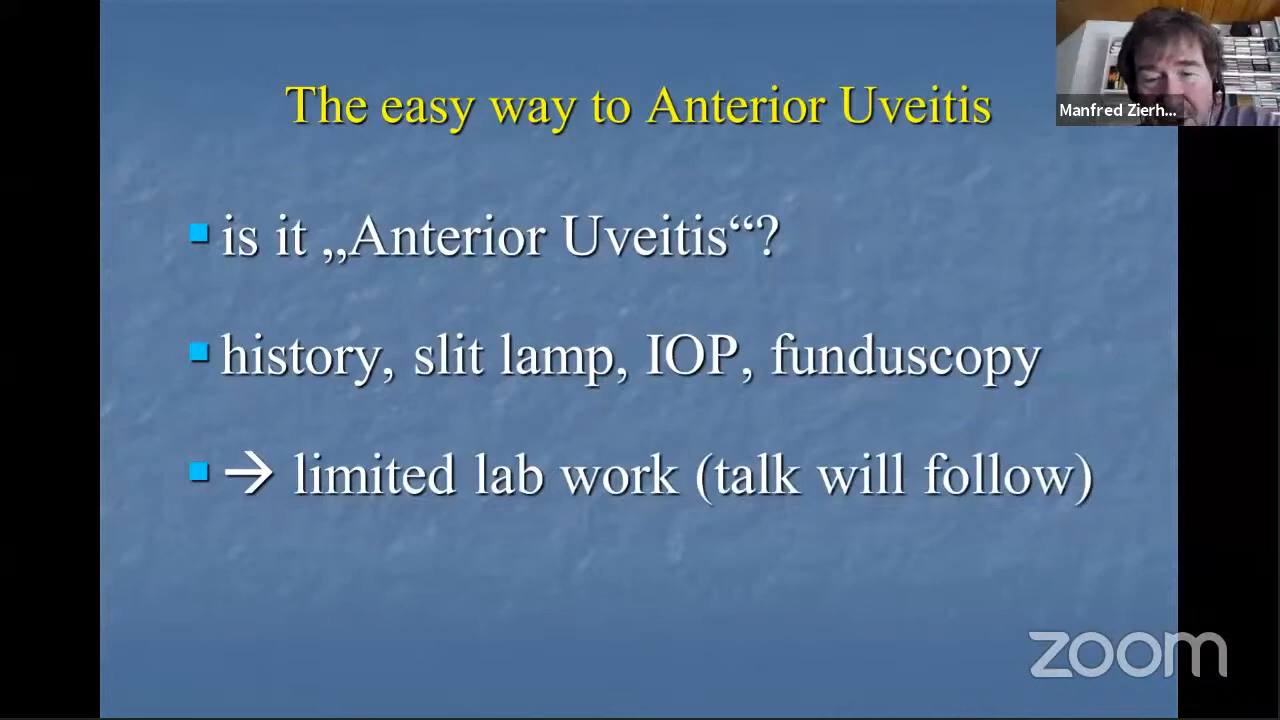 The easy way to Anterior Uveitis
Manfred Zierh...
is it „Anterior Uveitis“?
history, slit lamp, IOP, funduscopy
→ limited lab work (talk will follow)
zoom